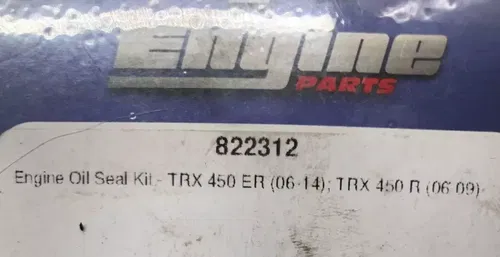 Engine
PARTS
822312
Engine Oil Seal Kit - TRX 450 ER (06-14); TRX 450 R (06-09)